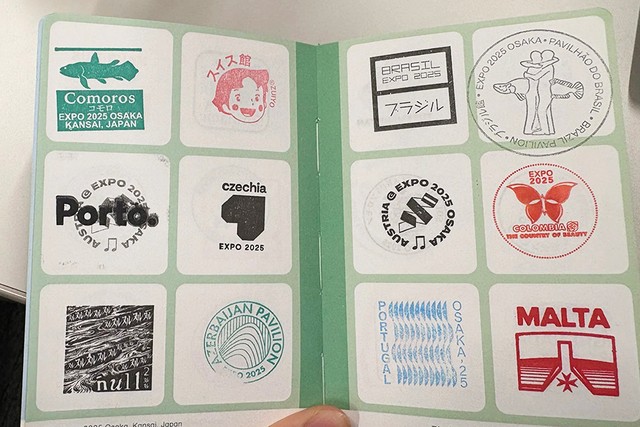 Comoros
コモロ
EXPO 2025 OSAKA
KANSAI, JAPAN
スイス館
©ZUIYO
Porto.
AUSTRIA @ EXPO 2025 OSAKA
czechia
EXPO 2025
null²
AZERBAIJAN PAVILION
EXPO 2025
2025 Osaka, Kansai, Japan
BRASIL
EXPO 2025
ブラジル
EXPO 2025 OSAKA • PAVILHÃO DO BRASIL • BRAZIL PAVILION • ブラジル館
AUSTRIA @ EXPO 2025 OSAKA
EXPO
2025
COLOMBIA
THE COUNTRY OF BEAUTY
PORTUGAL
OSAKA,'25
MALTA